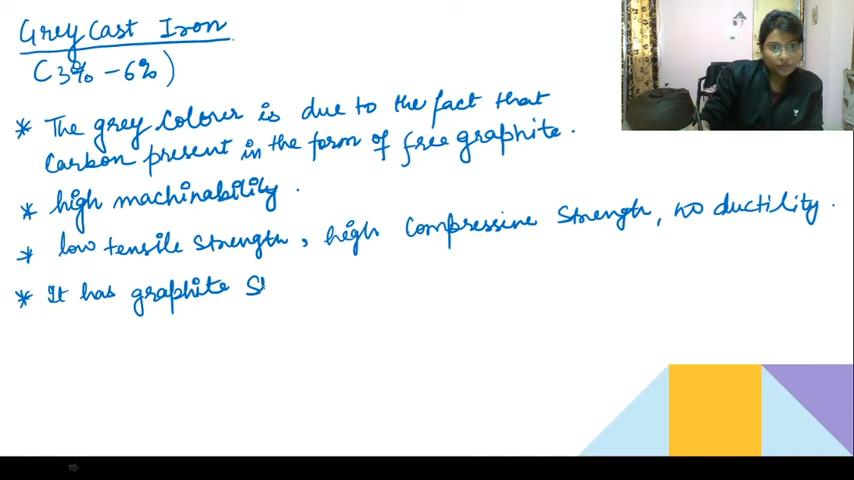 Grey Cast Iron
(3% - 6%)
* The grey colour is due to the fact that
carbon present in the form of free graphite.
* high machinability.
* low tensile strength, high compressive strength, no ductility.
* It has graphite S